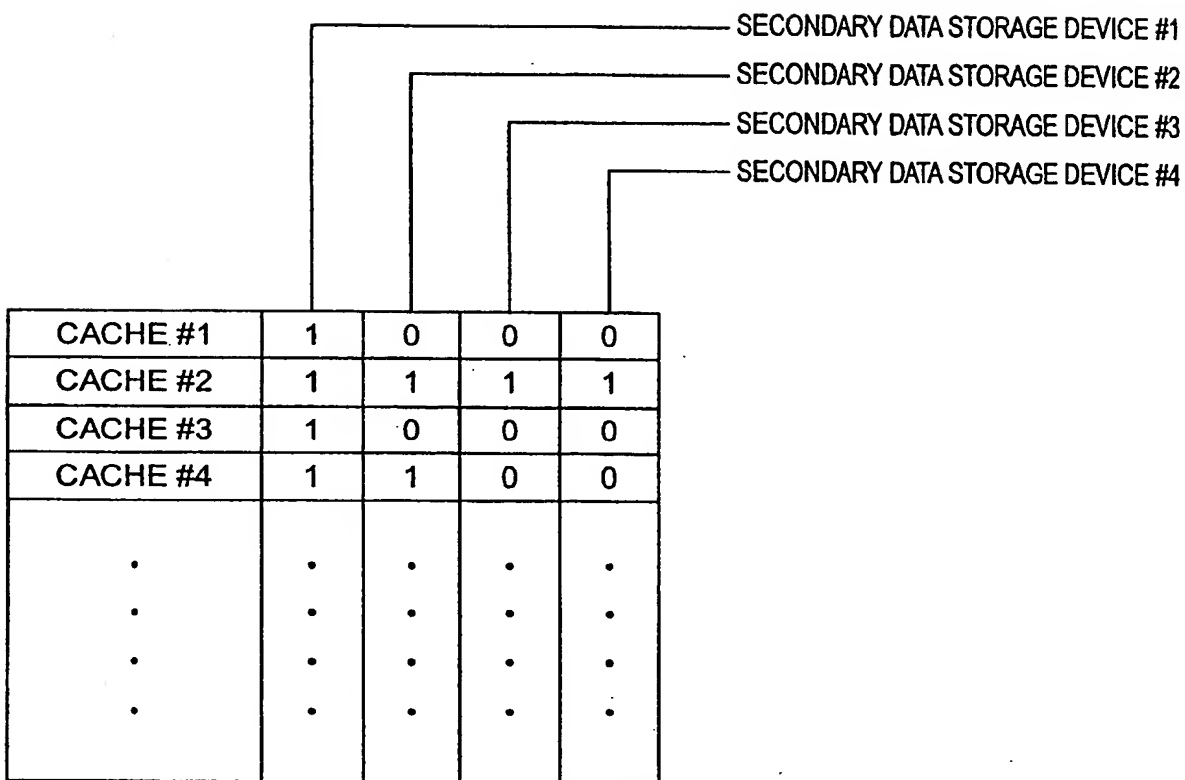 SECONDARY DATA STORAGE DEVICE #1
SECONDARY DATA STORAGE DEVICE #2
SECONDARY DATA STORAGE DEVICE #3
SECONDARY DATA STORAGE DEVICE #4
CACHE #1 1 0 0 0
CACHE #2 1 1 1 1
CACHE #3 1 0 0 0
CACHE #4 1 1 0 0